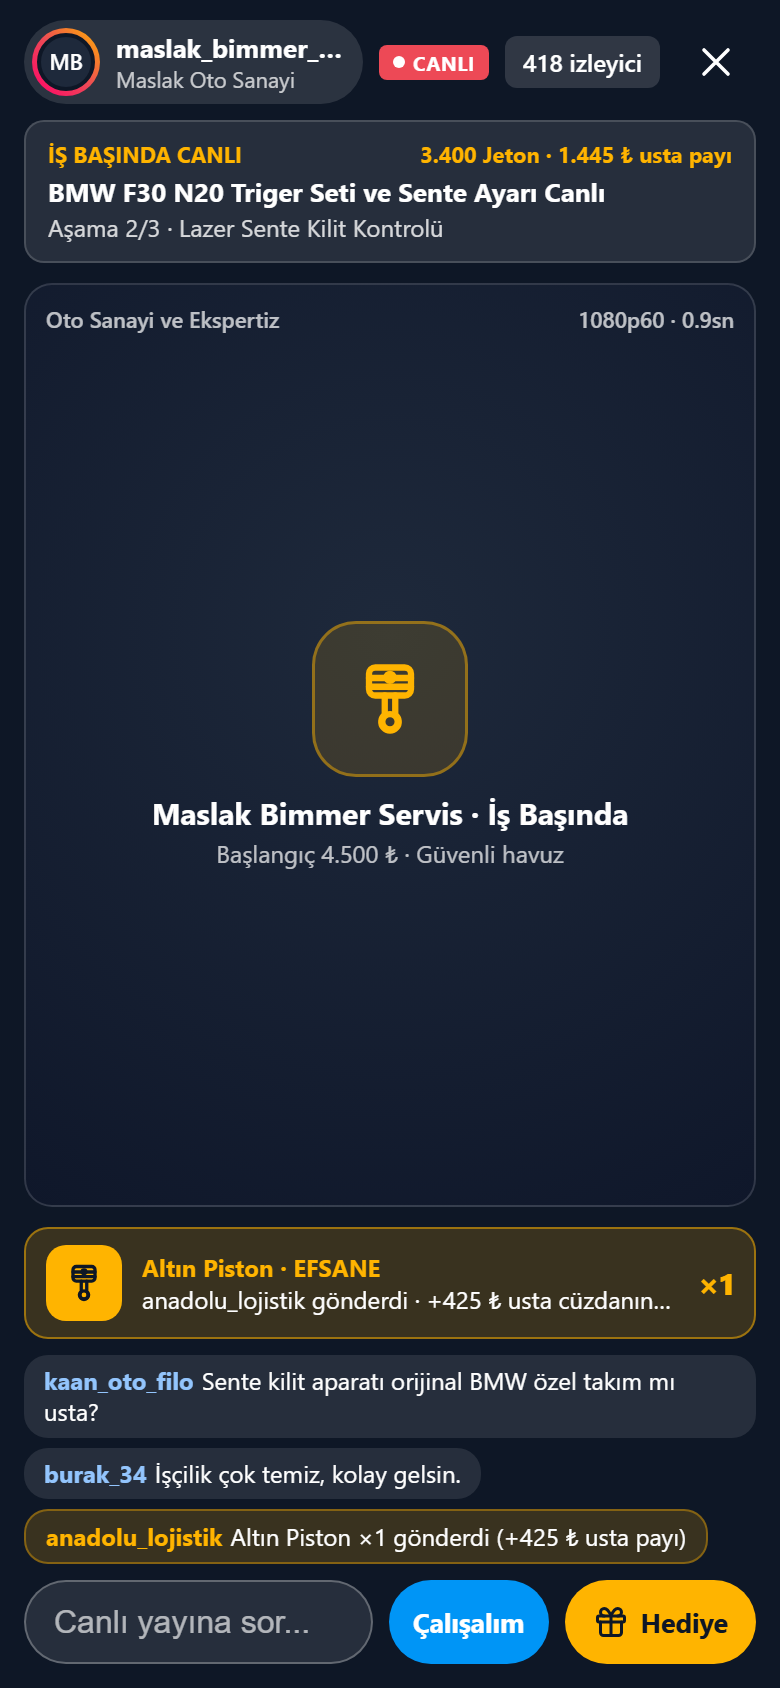 MB
maslak_bimmer_...
Maslak Oto Sanayi
CANLI
418 izleyici
İŞ BAŞINDA CANLI
3.400 Jeton · 1.445 ₺ usta payı
BMW F30 N20 Triger Seti ve Sente Ayarı Canlı
Aşama 2/3 · Lazer Sente Kilit Kontrolü
Oto Sanayi ve Ekspertiz
1080p60 · 0.9sn
Maslak Bimmer Servis · İş Başında
Başlangıç 4.500 ₺ · Güvenli havuz
Altın Piston · EFSANE
anadolu_lojistik gönderdi · +425 ₺ usta cüzdanın...
×1
kaan_oto_filo Sente kilit aparatı orijinal BMW özel takım mı
usta?
burak_34 İşçilik çok temiz, kolay gelsin.
anadolu_lojistik Altın Piston ×1 gönderdi (+425 ₺ usta payı)
Canlı yayına sor...
Çalışalım
Hediye